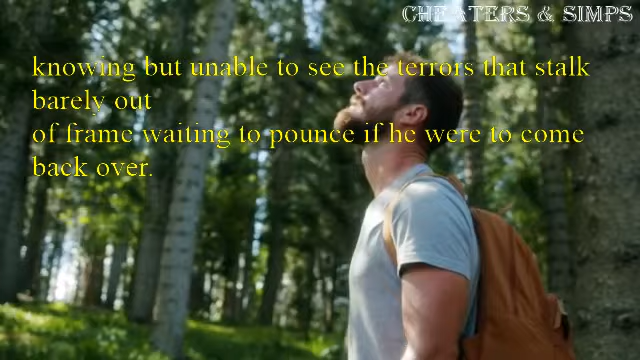 CHEATERS & SIMPS
knowing but unable to see the terrors that stalk
barely out
of frame waiting to pounce if he were to come
back over.